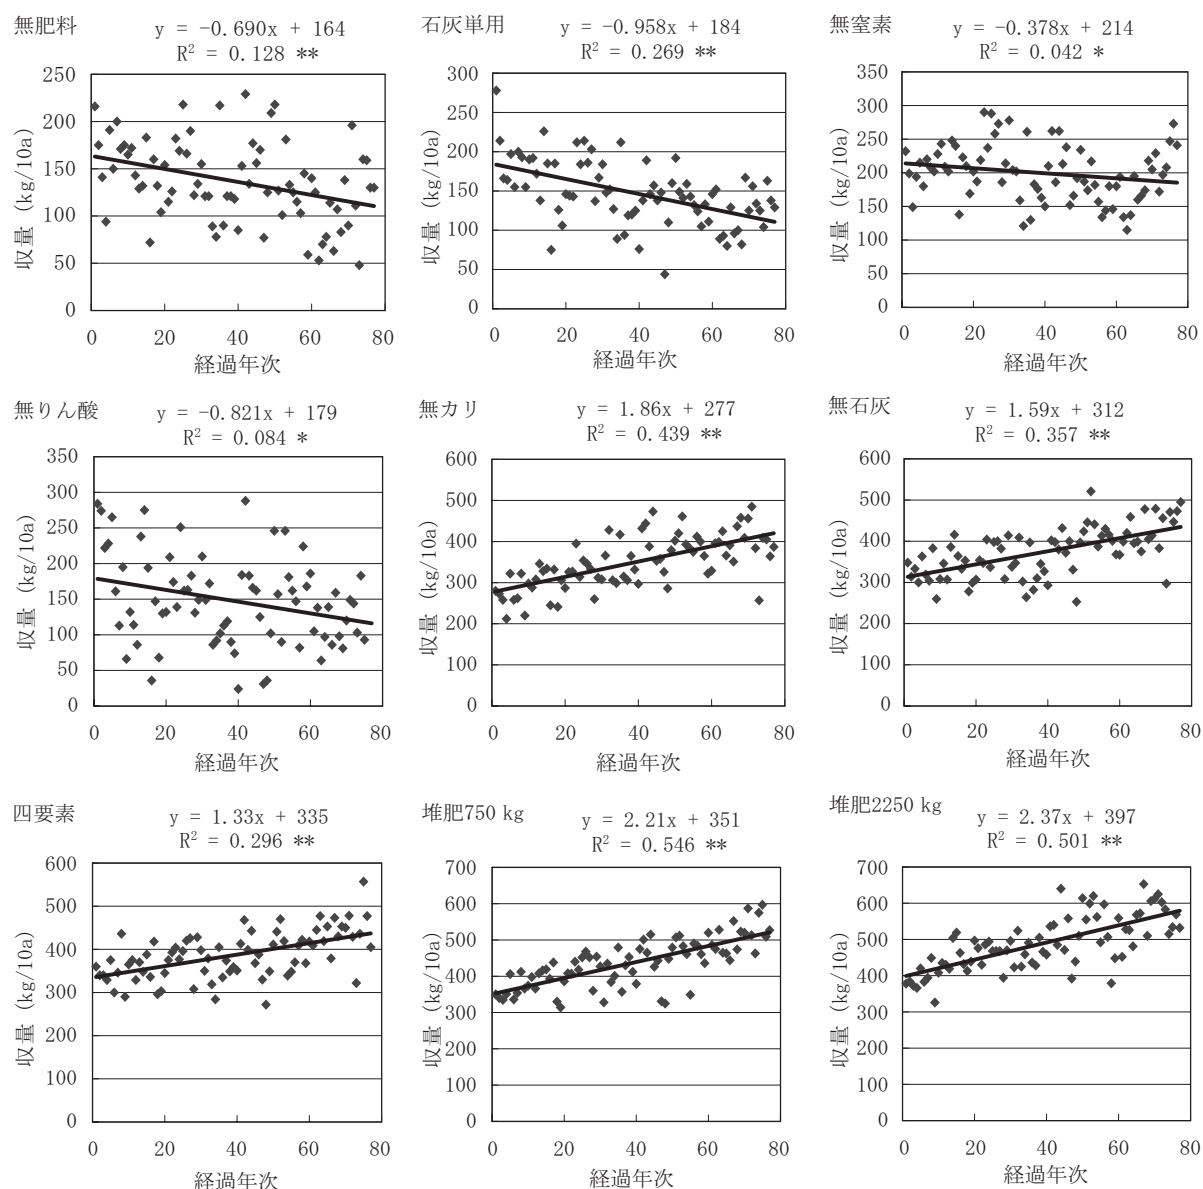 無肥料
y = -0.690x + 164
R² = 0.128 **
250
200
150
100
50
0
収量 (kg/10a)
0 20 40 60 80
経過年次
石灰単用
y = -0.958x + 184
R² = 0.269 **
300
250
200
150
100
50
0
収量 (kg/10a)
0 20 40 60 80
経過年次
無窒素
y = -0.378x + 214
R² = 0.042 *
350
300
250
200
150
100
50
0
収量 (kg/10a)
0 20 40 60 80
経過年次
無りん酸
y = -0.821x + 179
R² = 0.084 *
350
300
250
200
150
100
50
0
収量 (kg/10a)
0 20 40 60 80
経過年次
無カリ
y = 1.86x + 277
R² = 0.439 **
600
500
400
300
200
100
0
収量 (kg/10a)
0 20 40 60 80
経過年次
無石灰
y = 1.59x + 312
R² = 0.357 **
600
500
400
300
200
100
0
収量 (kg/10a)
0 20 40 60 80
経過年次
四要素
y = 1.33x + 335
R² = 0.296 **
600
500
400
300
200
100
0
収量 (kg/10a)
0 20 40 60 80
経過年次
堆肥750 kg
y = 2.21x + 351
R² = 0.546 **
700
600
500
400
300
200
100
0
収量 (kg/10a)
0 20 40 60 80
経過年次
堆肥2250 kg
y = 2.37x + 397
R² = 0.501 **
700
600
500
400
300
200
100
0
収量 (kg/10a)
0 20 40 60 80
経過年次